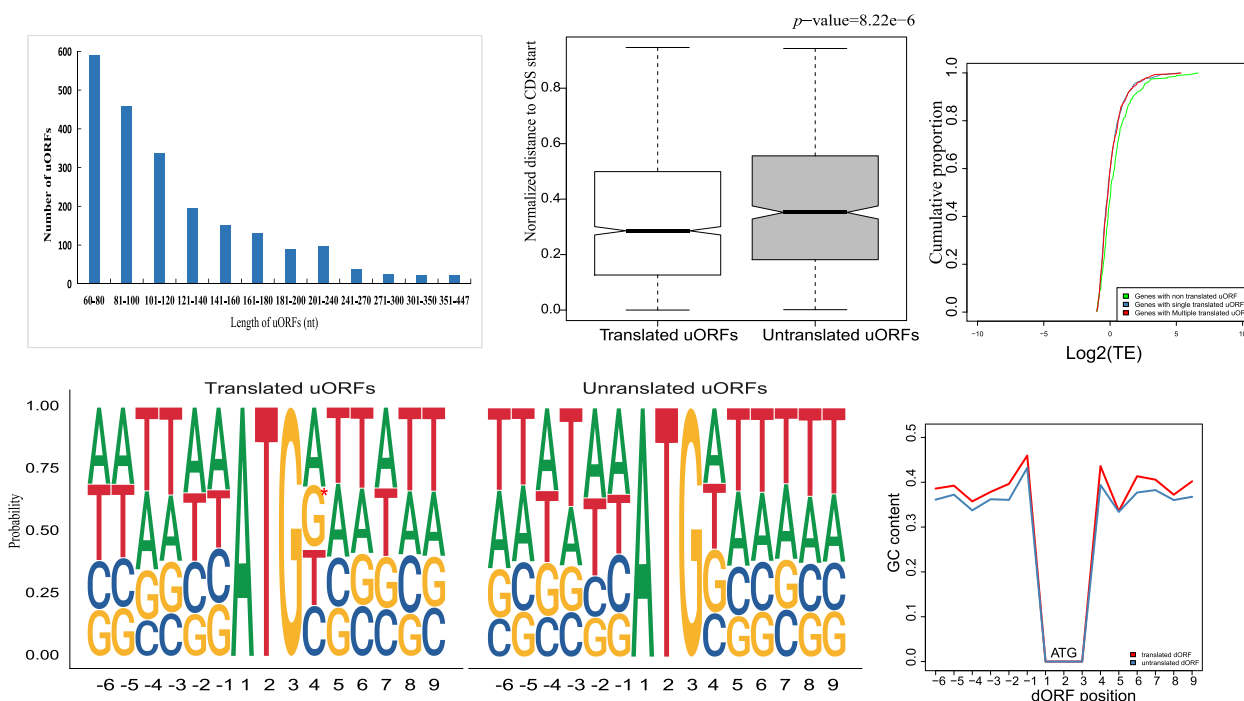 p-value=8.22e-6
Number of uORFs
600
500
400
300
200
100
0
60-80 81-100 101-120 121-140 141-160 161-180 181-200 201-240 241-270 271-300 301-350 351-447
Length of uORFs (nt)
Normalized distance to CDS start
0.8
0.6
0.4
0.2
0.0
Translated uORFs Untranslated uORFs
Cumulative proportion
1.0
0.8
0.6
0.4
0.2
0.0
Genes with non translated uORF
Genes with single translated uORF
Genes with Multiple translated uOR
−10 −5 0 5 10
Log2(TE)
Translated uORFs
Probability
1.00
0.75
0.50
0.25
0.00
A A T T A A A T G A T T A T T
T T A A T T G* A A T A A
C C G G C C T C G G C G
G G C C G G C G C C G C
-6 -5 -4 -3 -2 -1 1 2 3 4 5 6 7 8 9
Untranslated uORFs
T T A T A A A T G A T T T T T
A A T A T T T A A A A A
G C G G C C G C C G C C
C G C C G G C G G C G G
-6 -5 -4 -3 -2 -1 1 2 3 4 5 6 7 8 9
GC content
0.5
0.4
0.3
0.2
0.1
0.0
ATG
translated dORF
untranslated dORF
−6 −5 −4 −3 −2 −1 1 2 3 4 5 6 7 8 9
dORF position